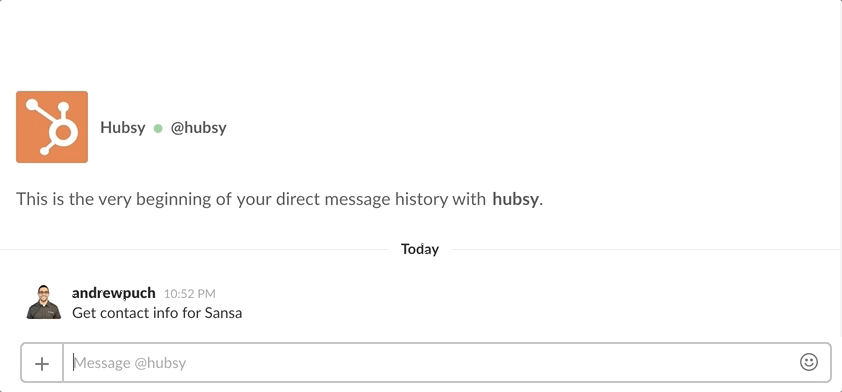 Hubsy @hubsy
This is the very beginning of your direct message history with hubsy.
Today
andrewpuch 10:52 PM
Get contact info for Sansa
Message @hubsy